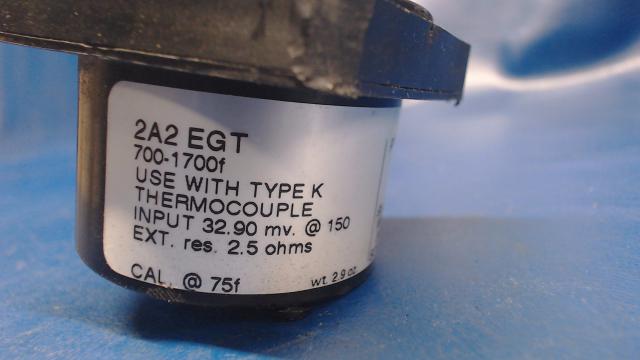 2A2 EGT
700-1700f
USE WITH TYPE K
THERMOCOUPLE
INPUT 32.90 mv. @ 150
EXT. res. 2.5 ohms
CAL. @ 75f
wt. 2.9 oz